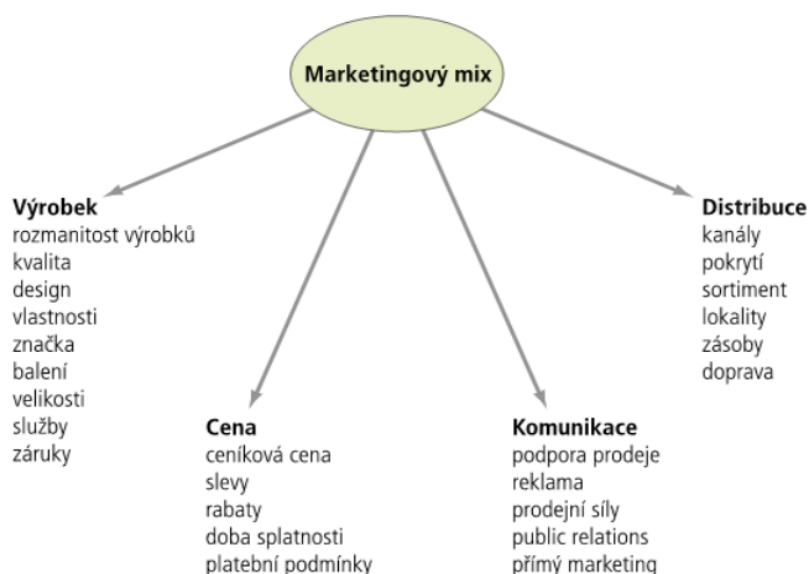 Marketingový mix
Výrobek
rozmanitost výrobků
kvalita
design
vlastnosti
značka
balení
velikosti
služby
záruky
Cena
ceníková cena
slevy
rabaty
doba splatnosti
platební podmínky
Komunikace
podpora prodeje
reklama
prodejní síly
public relations
přímý marketing
Distribuce
kanály
pokrytí
sortiment
lokality
zásoby
doprava